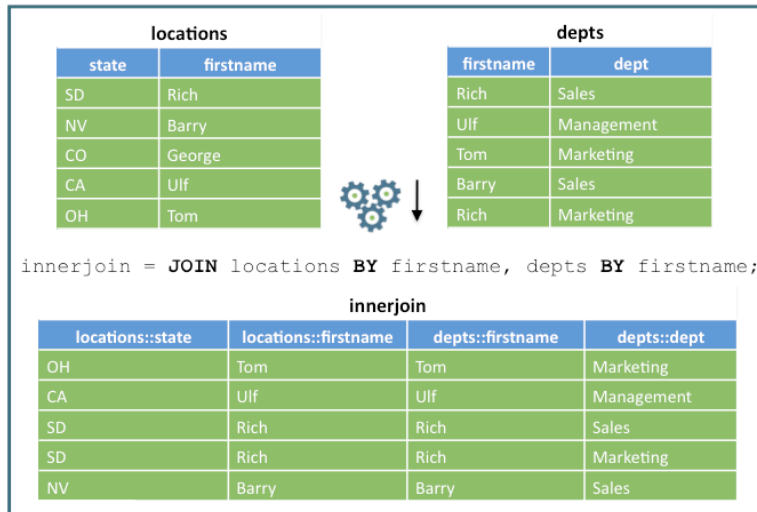 locations
state firstname
SD Rich
NV Barry
CO George
CA Ulf
OH Tom
depts
firstname dept
Rich Sales
Ulf Management
Tom Marketing
Barry Sales
Rich Marketing
innerjoin = JOIN locations BY firstname, depts BY firstname;
innerjoin
locations::state locations::firstname depts::firstname depts::dept
OH Tom Tom Marketing
CA Ulf Ulf Management
SD Rich Rich Sales
SD Rich Rich Marketing
NV Barry Barry Sales